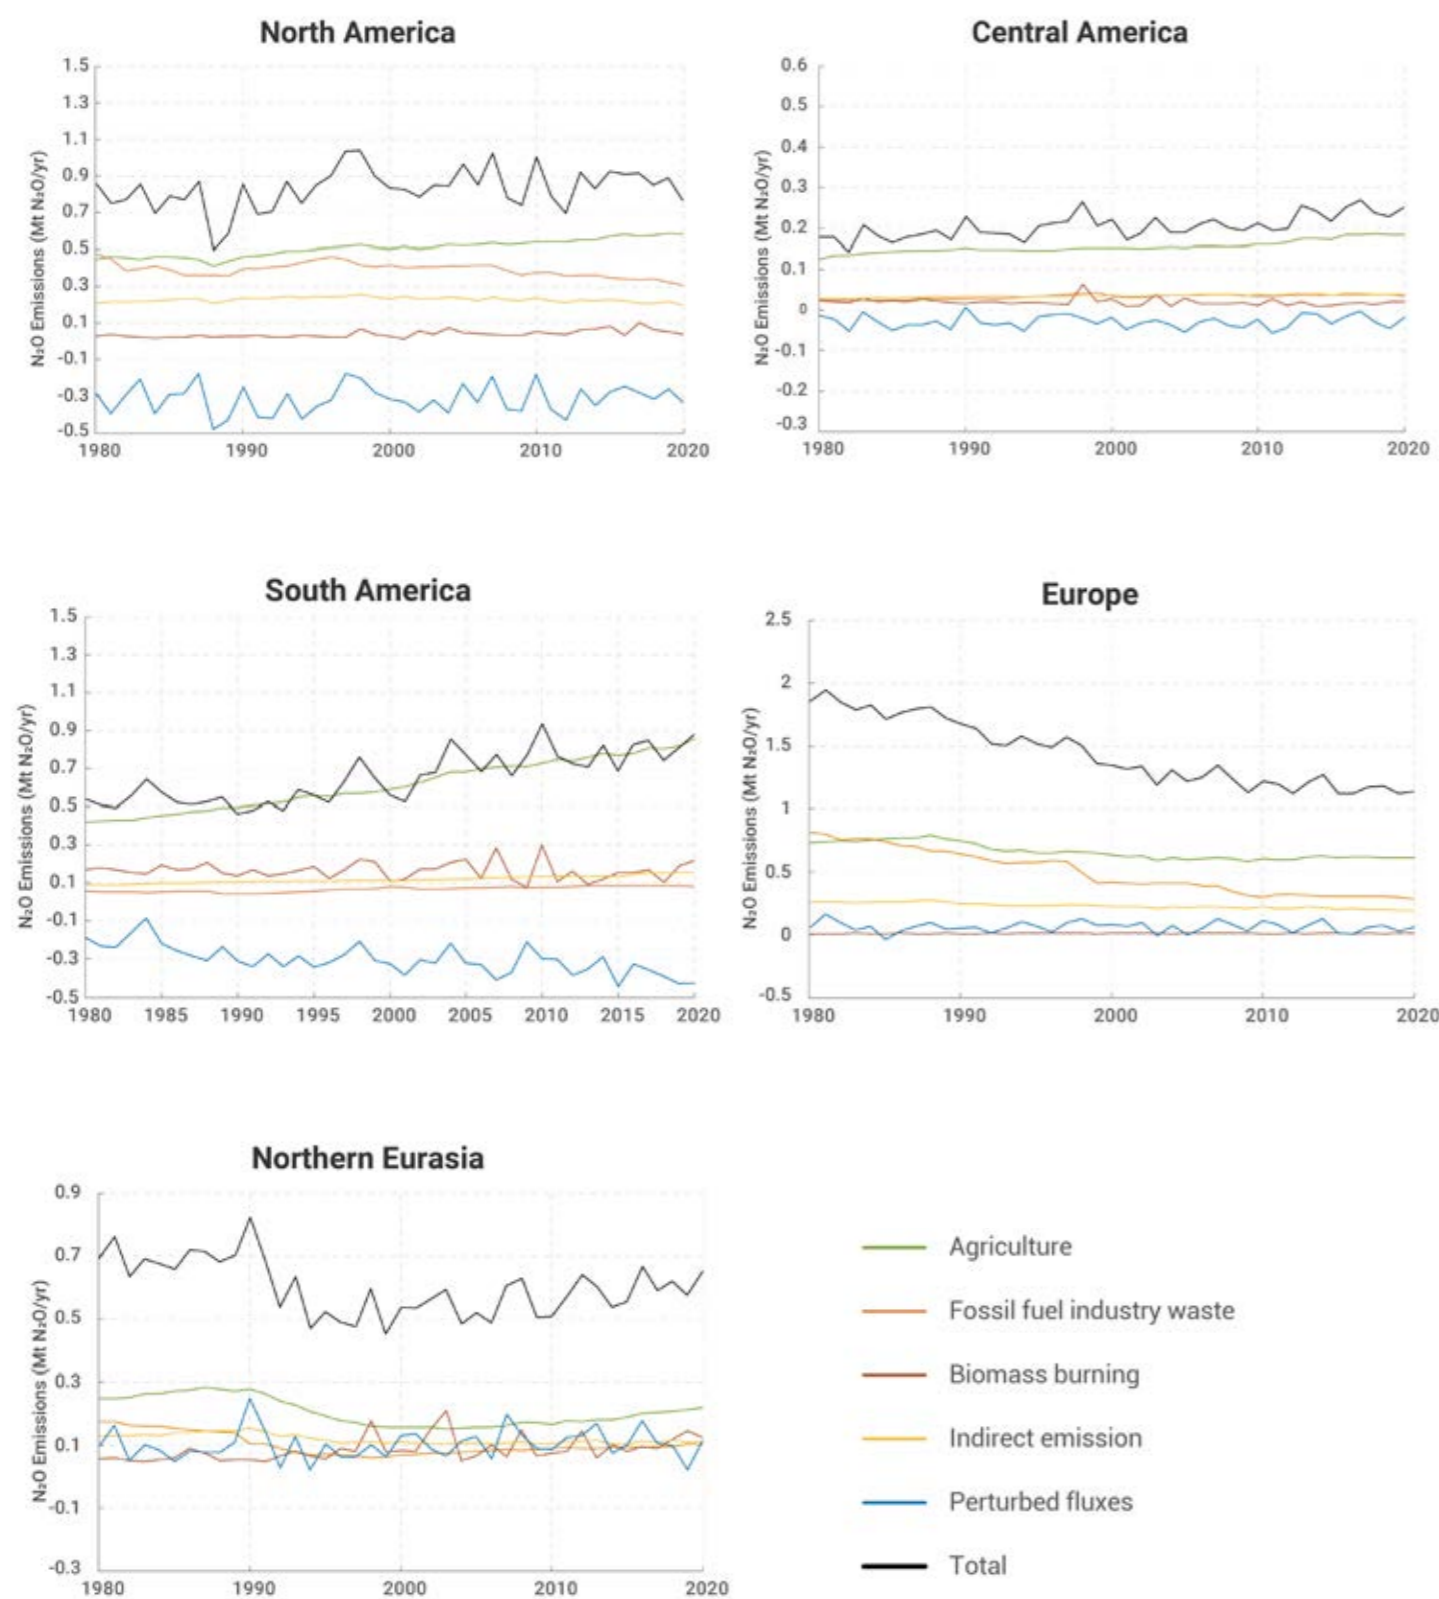 North America
N₂O Emissions (Mt N₂O/yr)
1.5
1.3
1.1
0.9
0.7
0.5
0.3
0.1
-0.1
-0.3
-0.5
1980 1990 2000 2010 2020
Central America
N₂O Emissions (Mt N₂O/yr)
0.6
0.5
0.4
0.3
0.2
0.1
0
-0.1
-0.2
-0.3
1980 1990 2000 2010 2020
South America
N₂O Emissions (Mt N₂O/yr)
1.5
1.3
1.1
0.9
0.7
0.5
0.3
0.1
-0.1
-0.3
-0.5
1980 1985 1990 1995 2000 2005 2010 2015 2020
Europe
N₂O Emissions (Mt N₂O/yr)
2.5
2
1.5
1
0.5
0
-0.5
1980 1990 2000 2010 2020
Northern Eurasia
N₂O Emissions (Mt N₂O/yr)
0.9
0.7
0.5
0.3
0.1
-0.1
-0.3
1980 1990 2000 2010 2020
Agriculture
Fossil fuel industry waste
Biomass burning
Indirect emission
Perturbed fluxes
Total